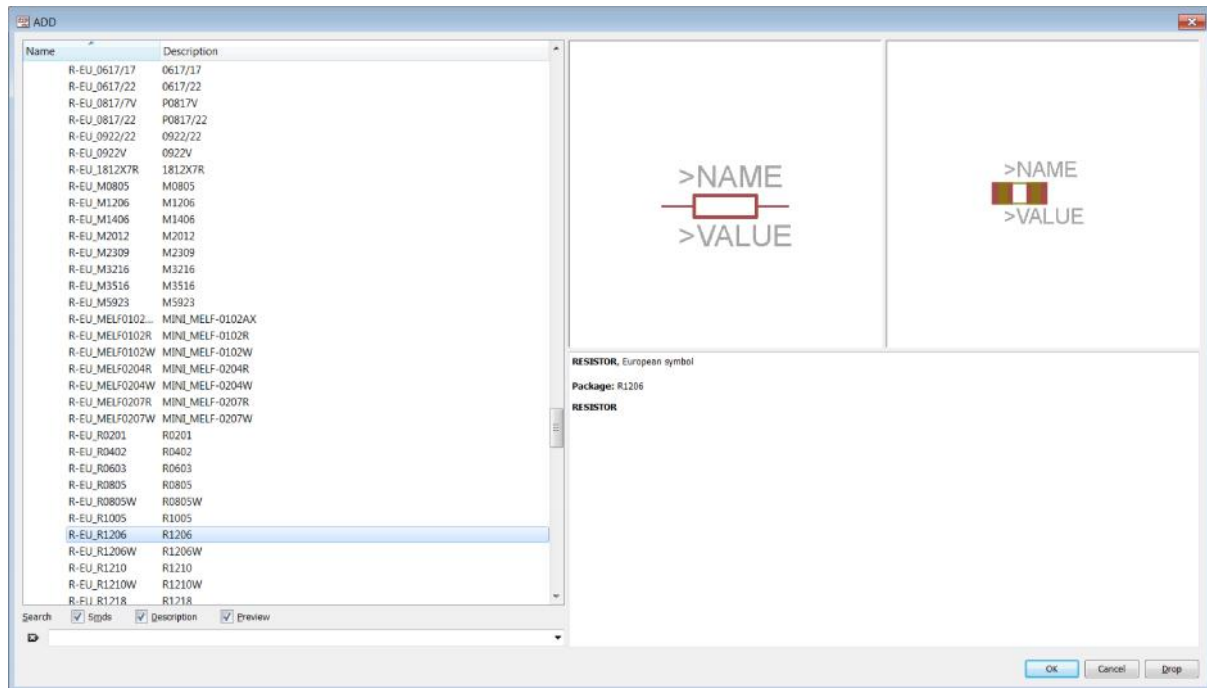 ADD
Name Description
R-EU_0617/17 0617/17
R-EU_0617/22 0617/22
R-EU_0817/7V P0817V
R-EU_0817/22 P0817/22
R-EU_0922/22 0922/22
R-EU_0922V 0922V
R-EU_1812X7R 1812X7R
R-EU_M0805 M0805
R-EU_M1206 M1206
R-EU_M1406 M1406
R-EU_M2012 M2012
R-EU_M2309 M2309
R-EU_M3216 M3216
R-EU_M3516 M3516
R-EU_M5923 M5923
R-EU_MELF0102... MINI_MELF-0102AX
R-EU_MELF0102R MINI_MELF-0102R
R-EU_MELF0102W MINI_MELF-0102W
R-EU_MELF0204R MINI_MELF-0204R
R-EU_MELF0204W MINI_MELF-0204W
R-EU_MELF0207R MINI_MELF-0207R
R-EU_MELF0207W MINI_MELF-0207W
R-EU_R0201 R0201
R-EU_R0402 R0402
R-EU_R0603 R0603
R-EU_R0805 R0805
R-EU_R0805W R0805W
R-EU_R1005 R1005
R-EU_R1206 R1206
R-EU_R1206W R1206W
R-EU_R1210 R1210
R-EU_R1210W R1210W
R-EU_R1218 R1218
Search Smds Description Preview
>NAME
>VALUE
>NAME
>VALUE
RESISTOR, European symbol
Package: R1206
RESISTOR
OK Cancel Drop